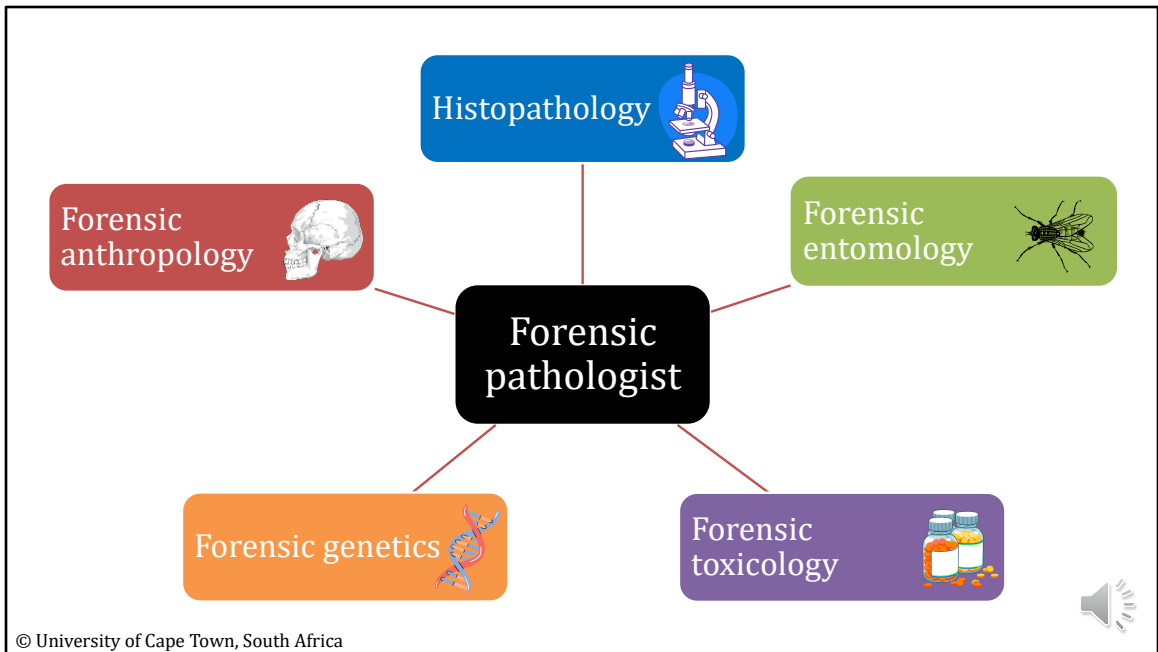 Histopathology
Forensic
anthropology
Forensic
entomology
Forensic
pathologist
Forensic genetics
Forensic
toxicology
© University of Cape Town, South Africa